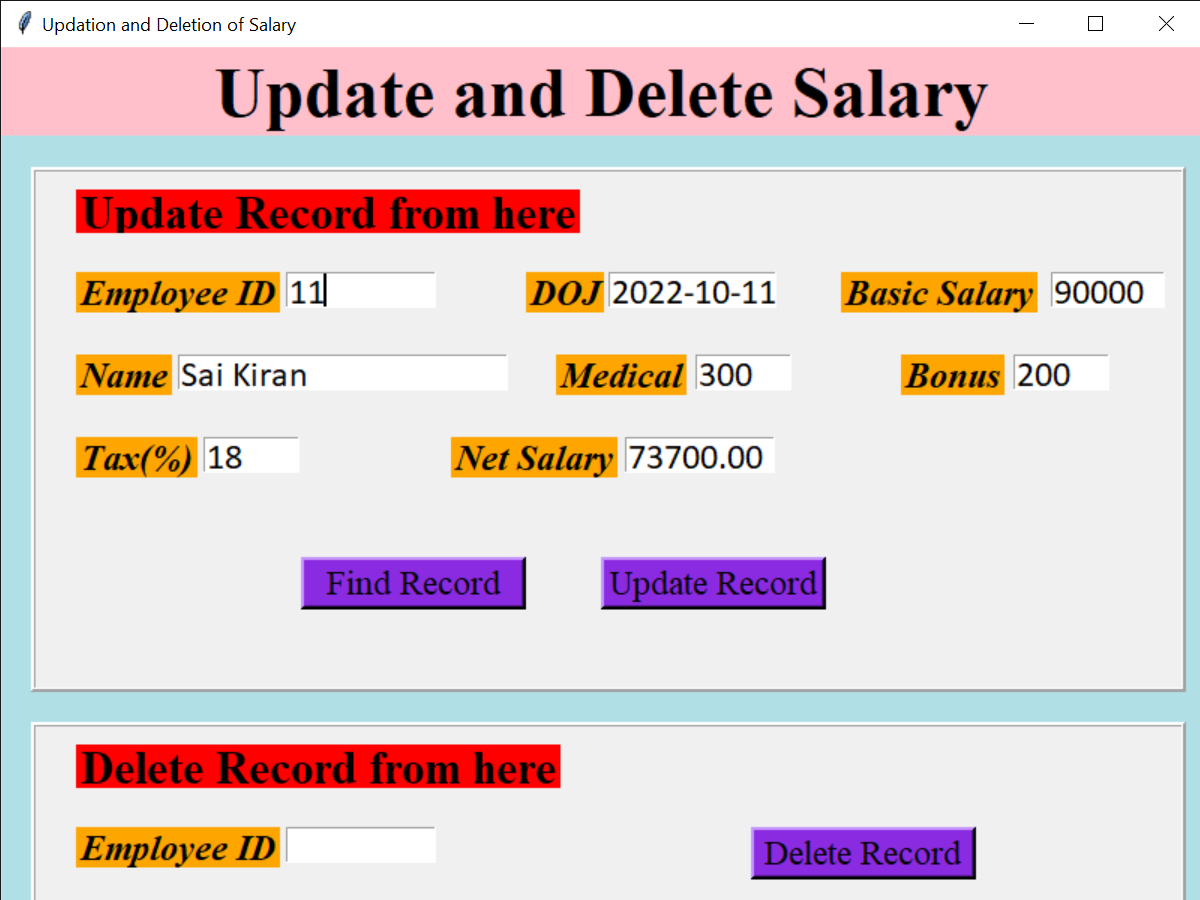 Updation and Deletion of Salary
Update and Delete Salary
Update Record from here
Employee ID 11 DOJ 2022-10-11 Basic Salary 90000
Name Sai Kiran Medical 300 Bonus 200
Tax(%) 18 Net Salary 73700.00
Find Record Update Record
Delete Record from here
Employee ID Delete Record